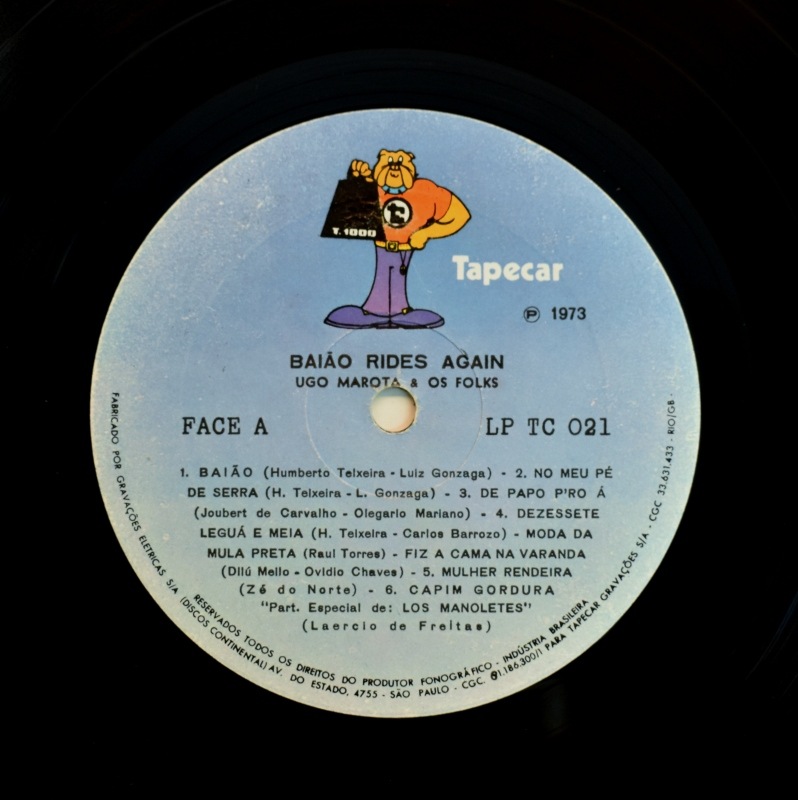 T.1000
Tapecar
Ⓟ 1973
BAIÃO RIDES AGAIN
UGO MAROTA & OS FOLKS
FACE A
LP TC 021
1. BAIÃO (Humberto Teixeira - Luiz Gonzaga) - 2. NO MEU PÉ
DE SERRA (H. Teixeira - L. Gonzaga) - 3. DE PAPO P'RO Á
(Joubert de Carvalho - Olegario Mariano) - 4. DEZESSETE
LEGUÁ E MEIA (H. Teixeira - Carlos Barrozo) - MODA DA
MULA PRETA (Raul Torres) - FIZ A CAMA NA VARANDA
(Dilú Mello - Ovidio Chaves) - 5. MULHER RENDEIRA
(Zé do Norte) - 6. CAPIM GORDURA
"Part. Especial de: LOS MANOLETES"
(Laercio de Freitas)
RESERVADOS TODOS OS DIREITOS DO PRODUTOR FONOGRÁFICO - INDÚSTRIA BRASILEIRA
FABRICADO POR GRAVAÇÕES ELETRICAS S/A (DISCOS CONTINENTAL) AV. DO ESTADO, 4755 - SÃO PAULO - CGC. 61.186.300/1 PARA TAPECAR GRAVAÇÕES S/A - CGC 33.631.433 - RIO/GB -